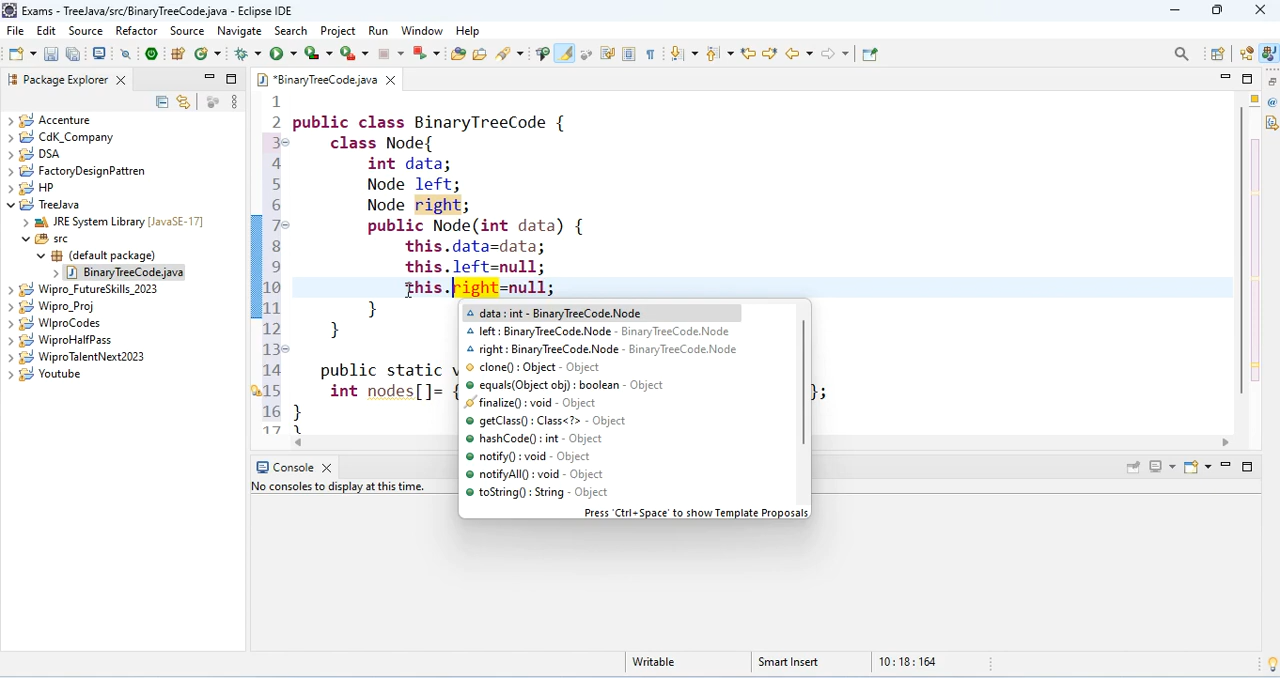 Exams - TreeJava/src/BinaryTreeCode.java - Eclipse IDE
File Edit Source Refactor Source Navigate Search Project Run Window Help
Package Explorer
*BinaryTreeCode.java
Accenture
CdK_Company
DSA
FactoryDesignPattren
HP
TreeJava
JRE System Library [JavaSE-17]
src
(default package)
BinaryTreeCode.java
Wipro_FutureSkills_2023
Wipro_Proj
WIproCodes
WiproHalfPass
WiproTalentNext2023
Youtube
1
2 public class BinaryTreeCode {
3 class Node{
4 int data;
5 Node left;
6 Node right;
7 public Node(int data) {
8 this.data=data;
9 this.left=null;
10 this.right=null;
11 }
12 }
13
14 public static v
15 int nodes[]= { };
16 }
17 }
data : int - BinaryTreeCode.Node
left : BinaryTreeCode.Node - BinaryTreeCode.Node
right : BinaryTreeCode.Node - BinaryTreeCode.Node
clone() : Object - Object
equals(Object obj) : boolean - Object
finalize() : void - Object
getClass() : Class<?> - Object
hashCode() : int - Object
notify() : void - Object
notifyAll() : void - Object
toString() : String - Object
Press 'Ctrl+Space' to show Template Proposals
Console
No consoles to display at this time.
Writable Smart Insert 10 : 18 : 164